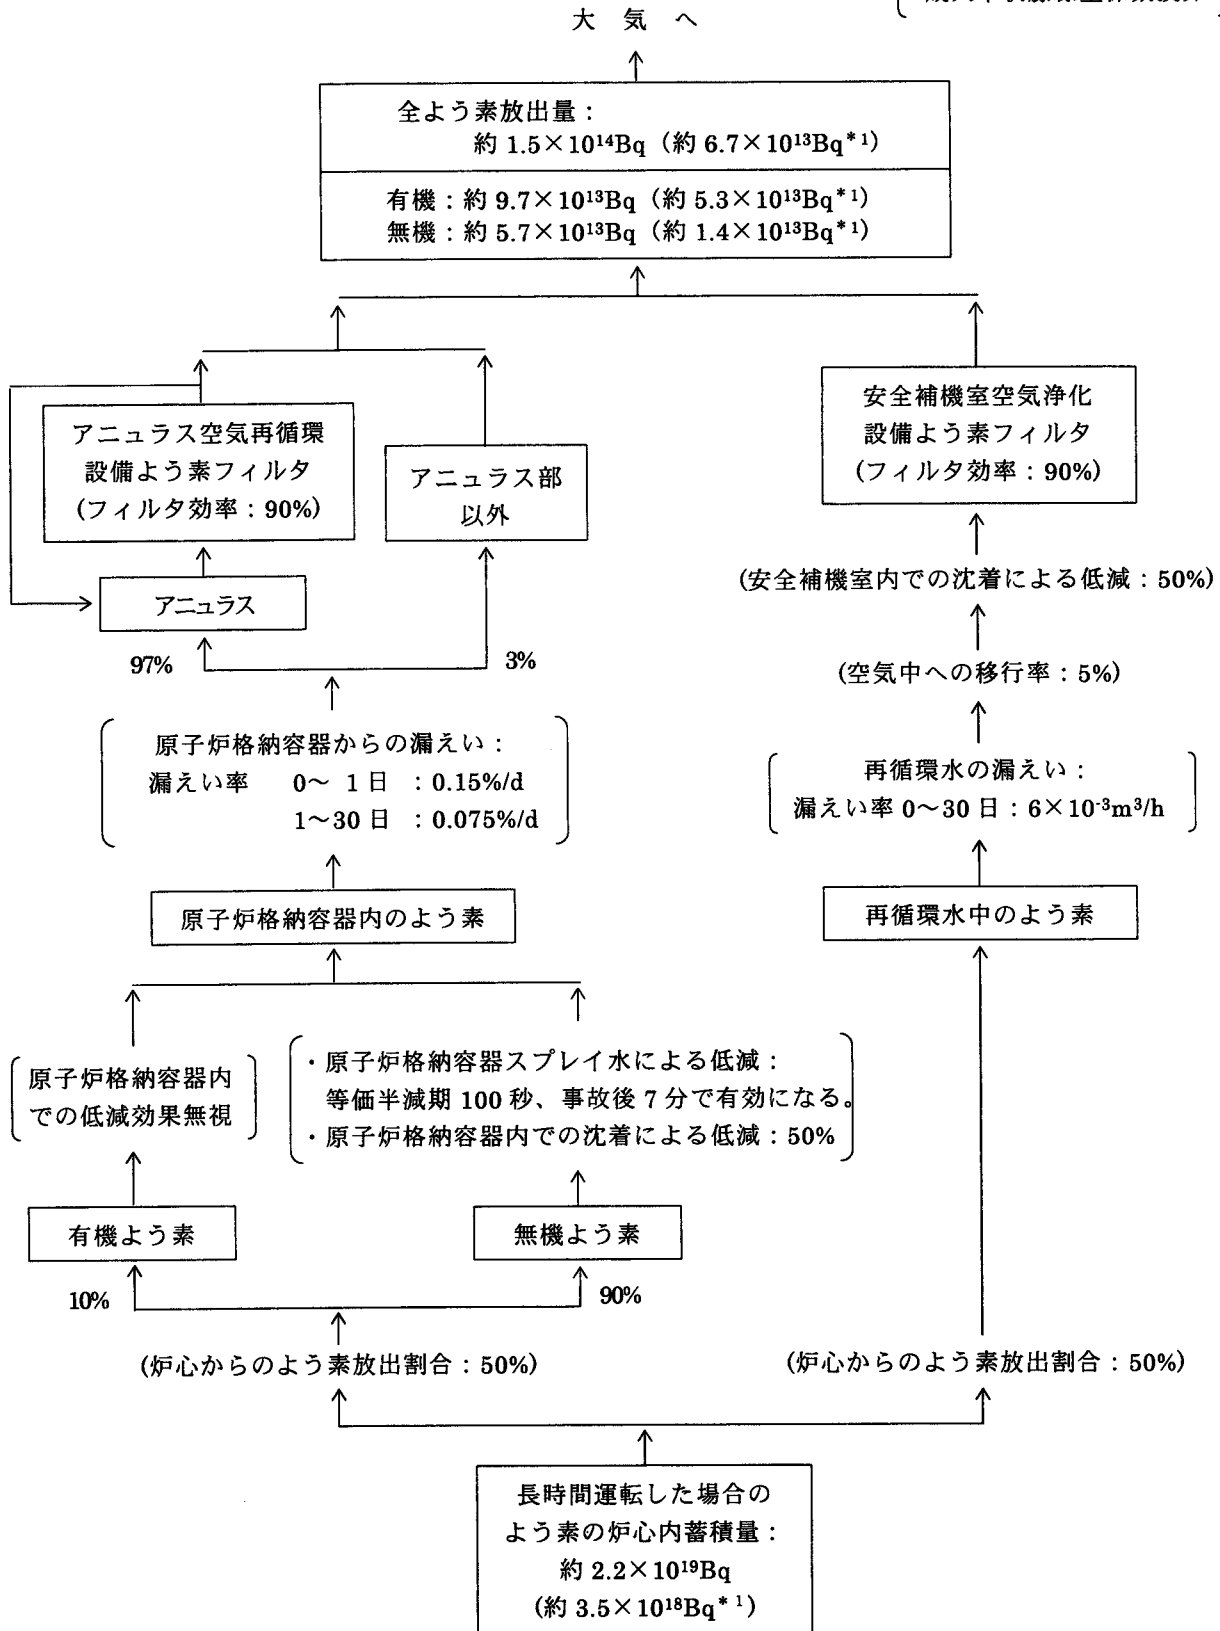 大気へ
全よう素放出量：
約 1.5×10¹⁴Bq（約 6.7×10¹³Bq*¹）
有機：約 9.7×10¹³Bq（約 5.3×10¹³Bq*¹）
無機：約 5.7×10¹³Bq（約 1.4×10¹³Bq*¹）
アニュラス空気再循環
設備よう素フィルタ
(フィルタ効率：90%)
アニュラス部
以外
安全補機室空気浄化
設備よう素フィルタ
(フィルタ効率：90%)
アニュラス
(安全補機室内での沈着による低減：50%)
97%
3%
(空気中への移行率：5%)
原子炉格納容器からの漏えい：
漏えい率 0～ 1 日 ：0.15%/d
1～30 日 ：0.075%/d
再循環水の漏えい：
漏えい率 0～30 日：6×10⁻³m³/h
原子炉格納容器内のよう素
再循環水中のよう素
原子炉格納容器内
での低減効果無視
・原子炉格納容器スプレイ水による低減：
等価半減期 100 秒、事故後 7 分で有効になる。
・原子炉格納容器内での沈着による低減：50%
有機よう素
無機よう素
10%
90%
(炉心からのよう素放出割合：50%)
(炉心からのよう素放出割合：50%)
長時間運転した場合の
よう素の炉心内蓄積量：
約 2.2×10¹⁹Bq
(約 3.5×10¹⁸Bq*¹)